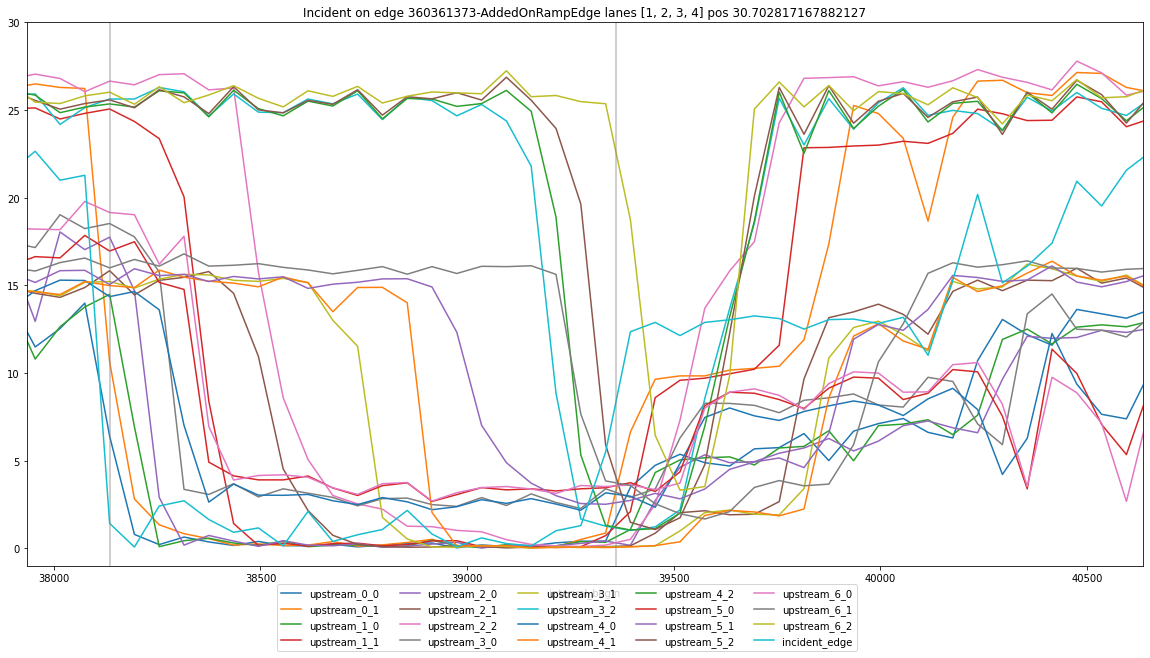 Incident on edge 360361373-AddedOnRampEdge lanes [1, 2, 3, 4] pos 30.702817167882127
30
25
20
15
10
5
0
38000 38500 39000 39500 40000 40500
upstream_0_0 upstream_2_0 upstream_3_1 upstream_4_2 upstream_6_0
upstream_0_1 upstream_2_1 upstream_3_2 upstream_5_0 upstream_6_1
upstream_1_0 upstream_2_2 upstream_4_0 upstream_5_1 upstream_6_2
upstream_1_1 upstream_3_0 upstream_4_1 upstream_5_2 incident_edge